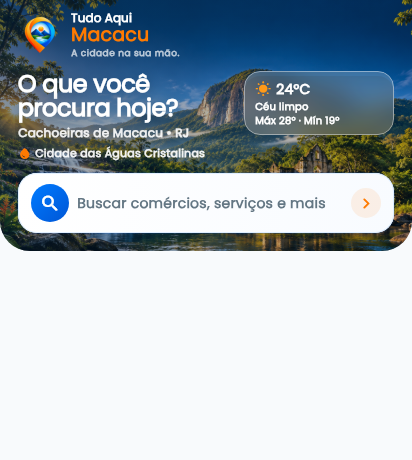 Tudo Aqui
Macacu
A cidade na sua mão.
O que você
procura hoje?
Cachoeiras de Macacu • RJ
Cidade das Águas Cristalinas
24°C
Céu limpo
Máx 28° · Mín 19°
Buscar comércios, serviços e mais